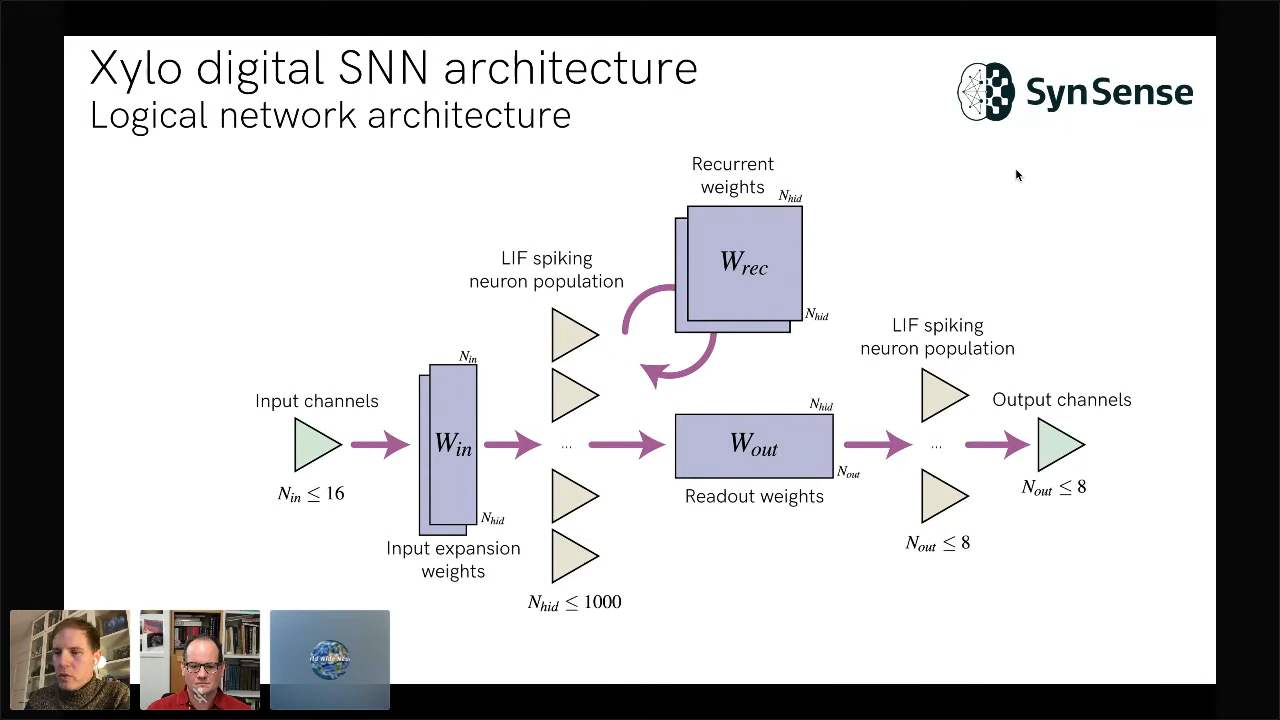 Xylo digital SNN architecture
Logical network architecture
SynSense
Recurrent
weights
N_hid
W_rec
N_hid
LIF spiking
neuron population
LIF spiking
neuron population
Input channels
N_in ≤ 16
N_in
W_in
N_hid
Input expansion
weights
...
N_hid ≤ 1000
N_hid
W_out
N_out
Readout weights
...
N_out ≤ 8
Output channels
N_out ≤ 8